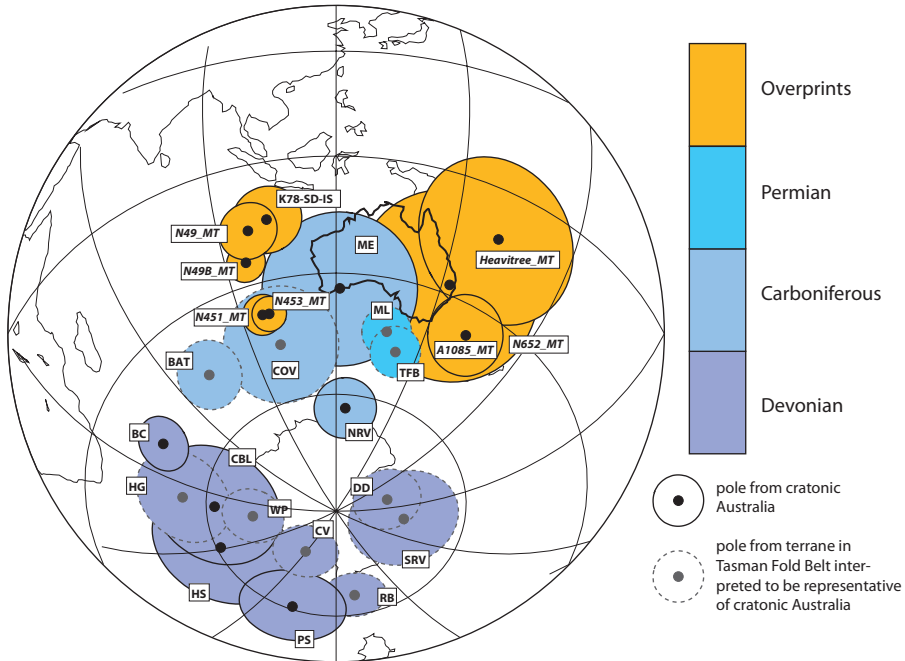 Overprints
Permian
Carboniferous
Devonian
K78-SD-IS
N49_MT
ME
Heavitree_MT
N49B_MT
N453_MT
N451_MT
ML
A1085_MT
N652_MT
BAT
COV
TFB
BC
NRV
CBL
HG
DD
WP
CV
SRV
HS
RB
PS
pole from cratonic
Australia
pole from terrane in
Tasman Fold Belt inter-
preted to be representative
of cratonic Australia